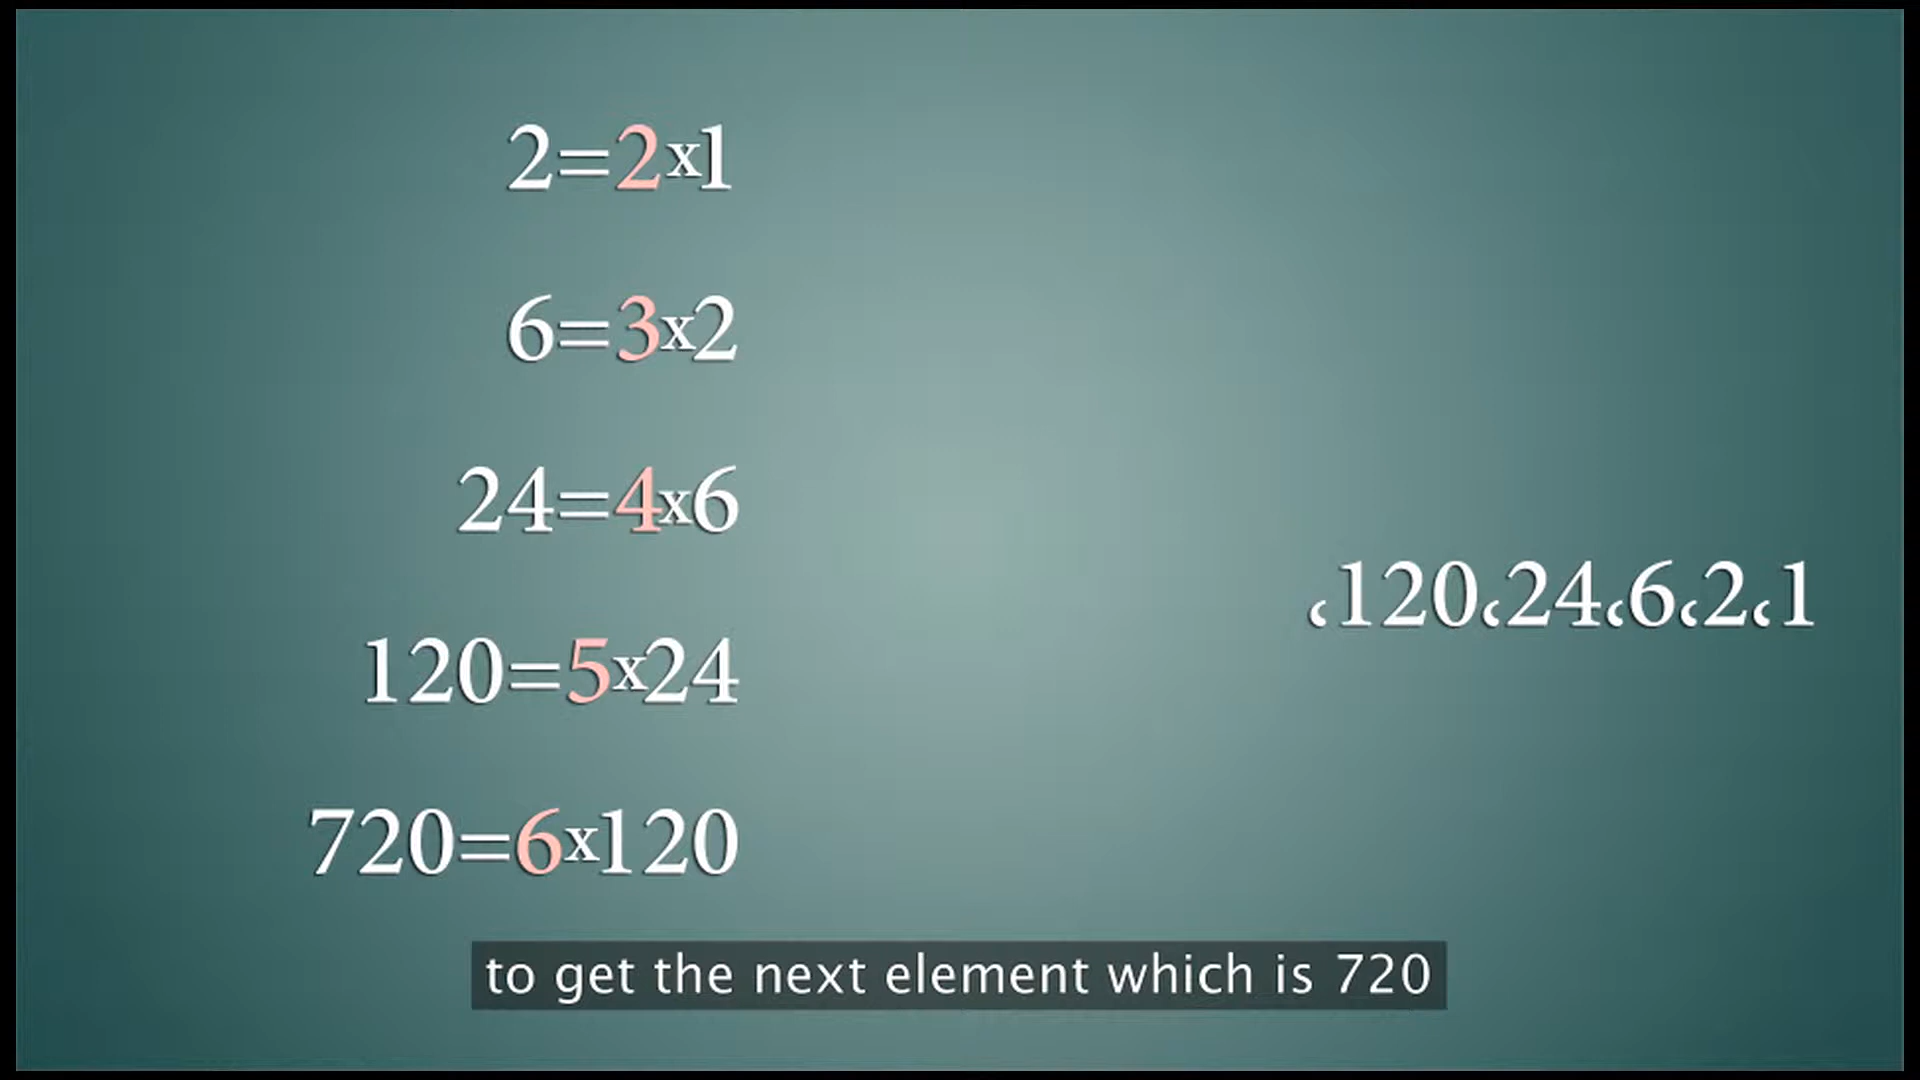 2=2x1
6=3x2
24=4x6
120=5x24
720=6x120
،120،24،6،2،1
to get the next element which is 720